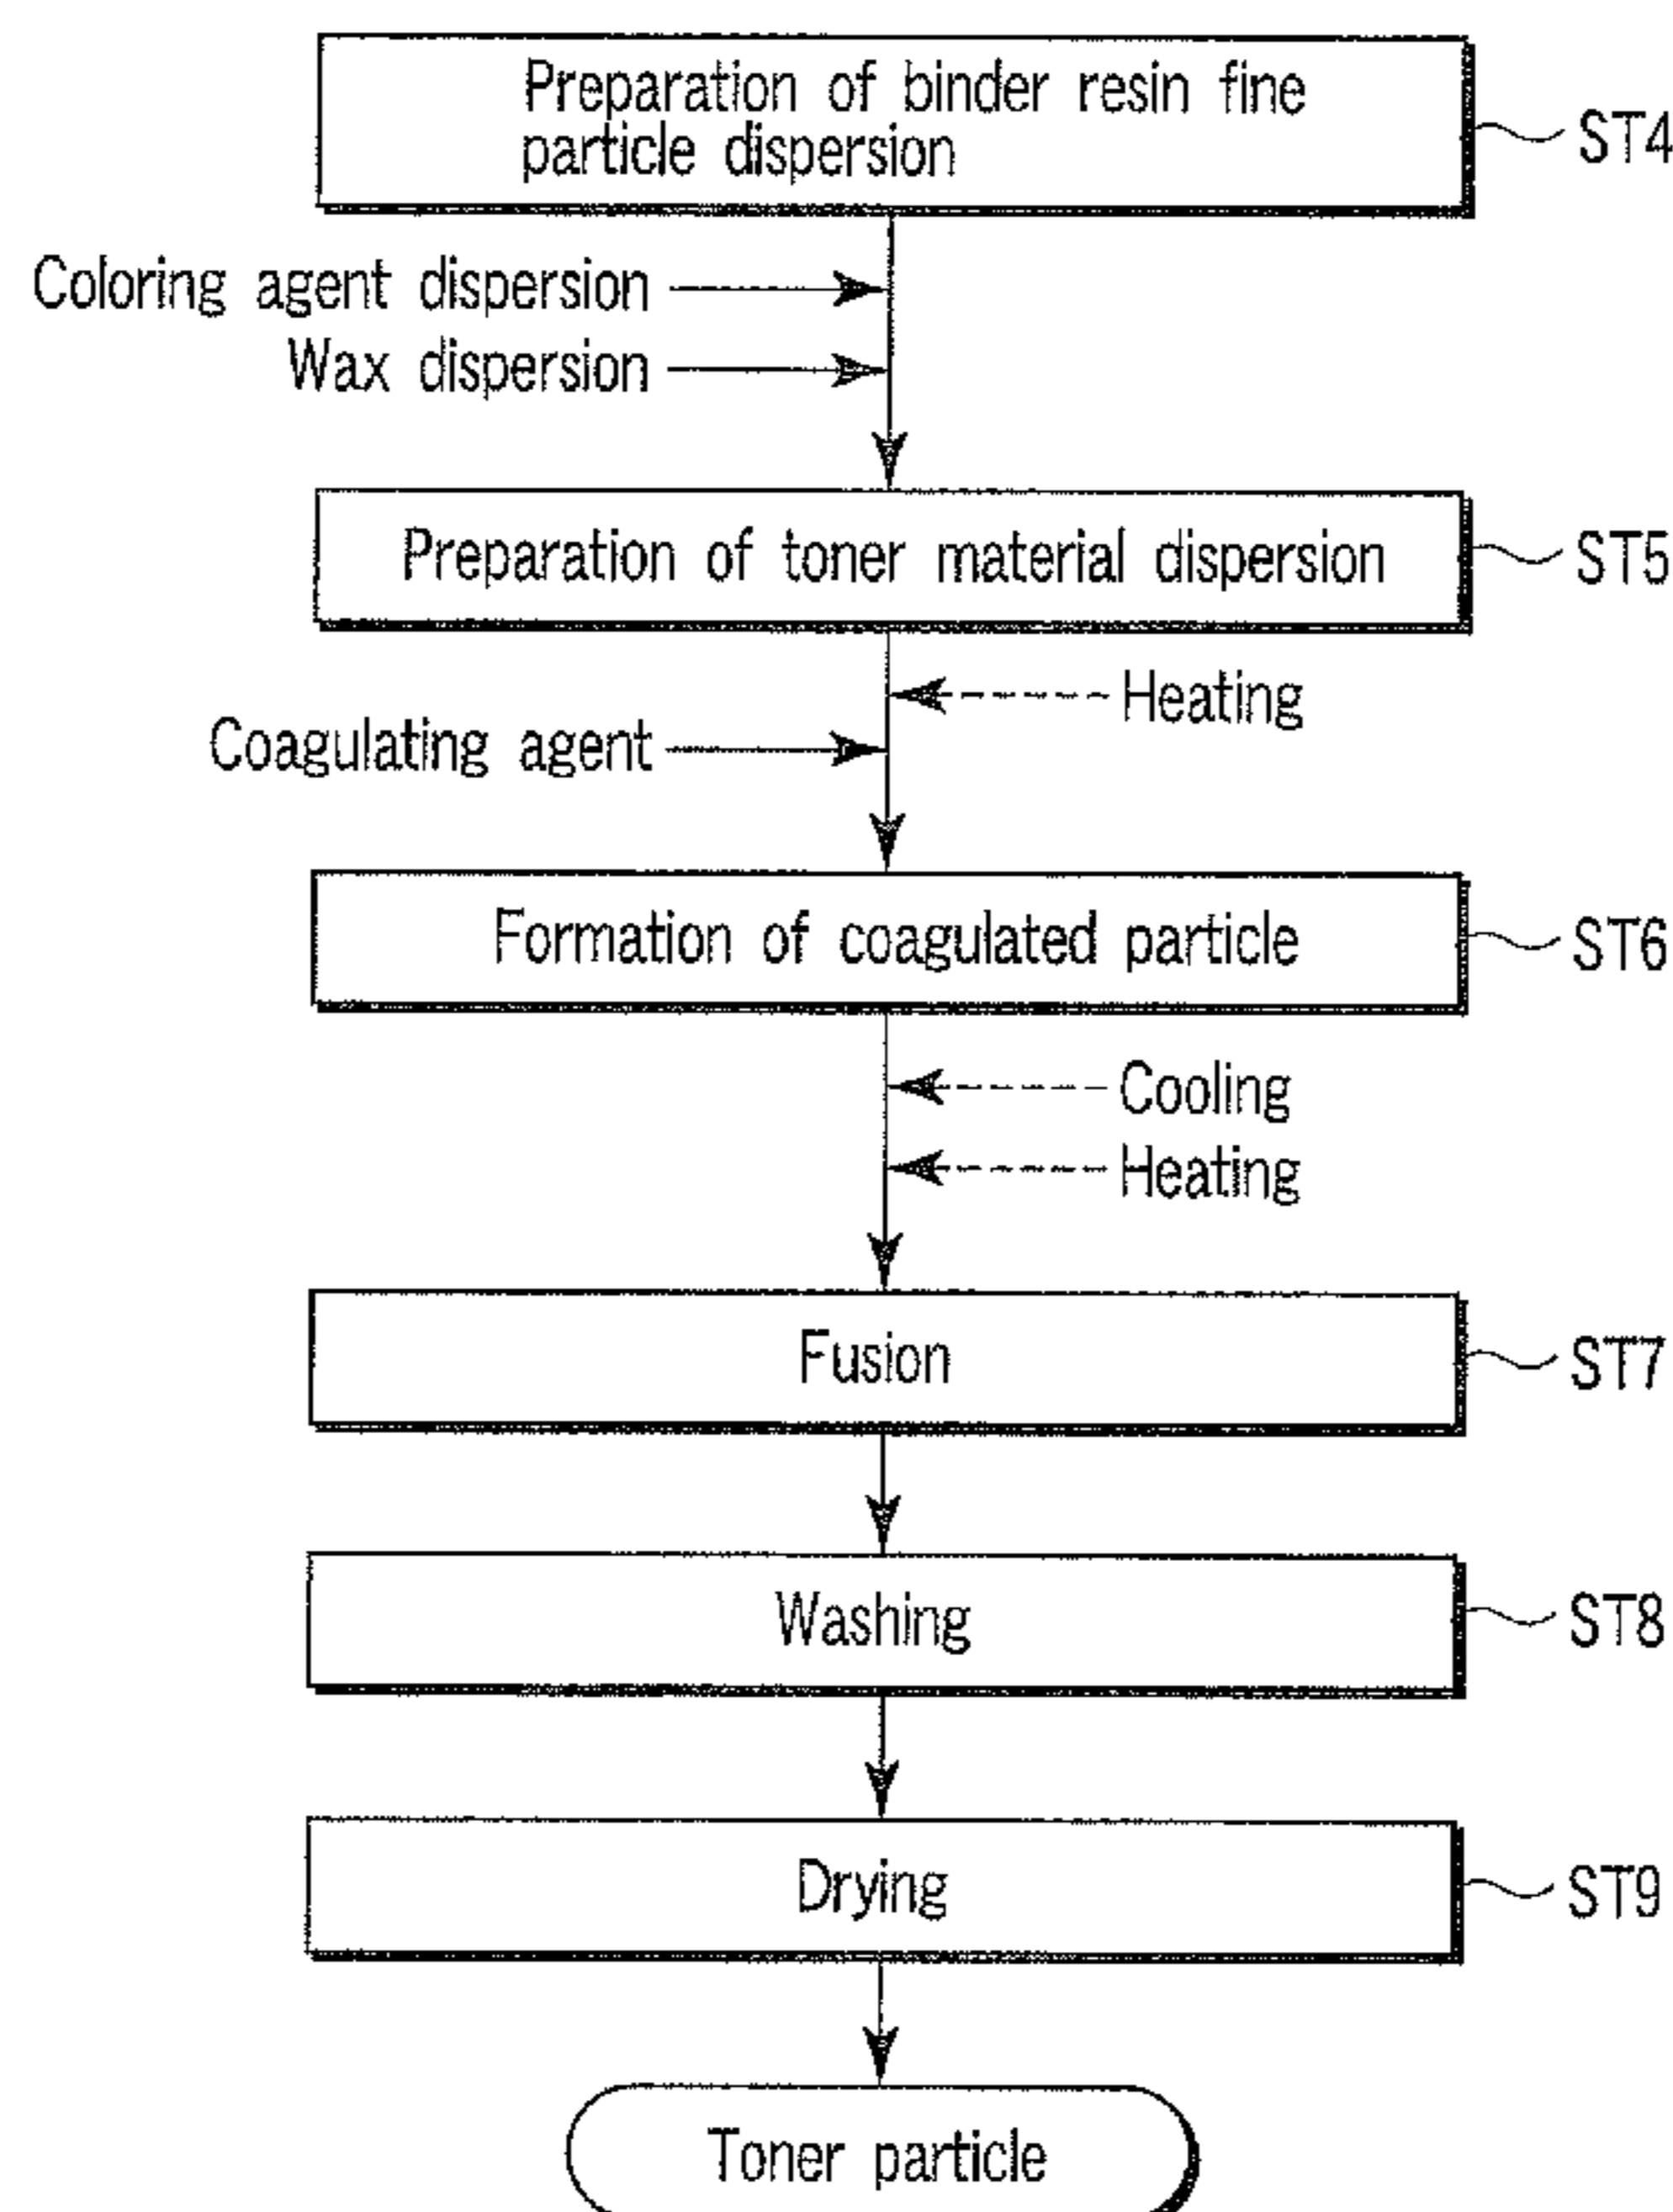 Preparation of binder resin fine
particle dispersion
ST4
Coloring agent dispersion
Wax dispersion
Preparation of toner material dispersion
ST5
Heating
Coagulating agent
Formation of coagulated particle
ST6
Cooling
Heating
Fusion
ST7
Washing
ST8
Drying
ST9
Toner particle